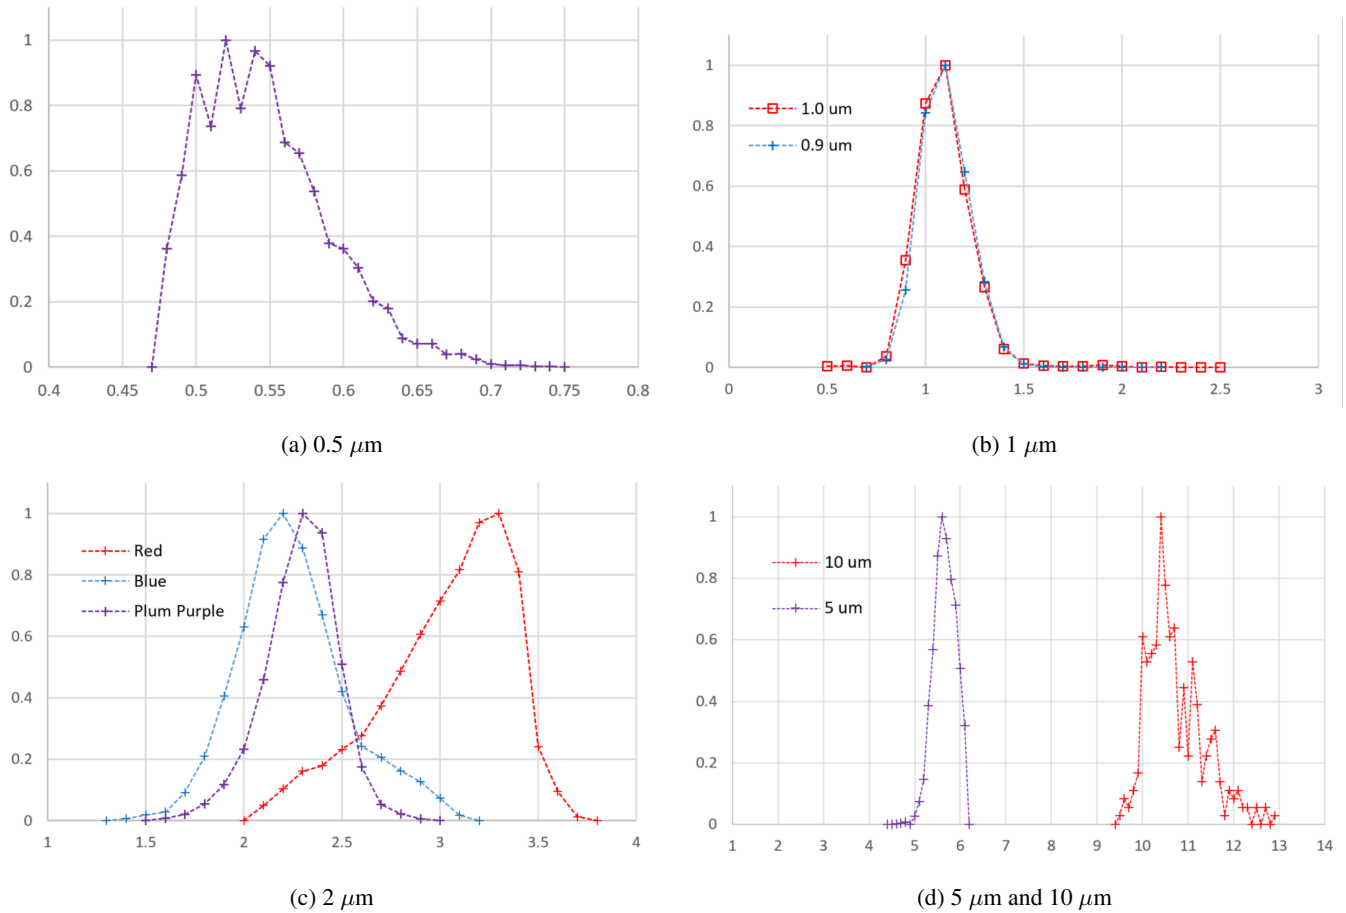 1
0.8
0.6
0.4
0.2
0
0.4 0.45 0.5 0.55 0.6 0.65 0.7 0.75 0.8
(a) 0.5 μm
1
0.8
0.6
0.4
0.2
0
0 0.5 1 1.5 2 2.5 3
1.0 um
0.9 um
(b) 1 μm
1
0.8
0.6
0.4
0.2
0
1 1.5 2 2.5 3 3.5 4
Red
Blue
Plum Purple
(c) 2 μm
1
0.8
0.6
0.4
0.2
0
1 2 3 4 5 6 7 8 9 10 11 12 13 14
10 um
5 um
(d) 5 μm and 10 μm